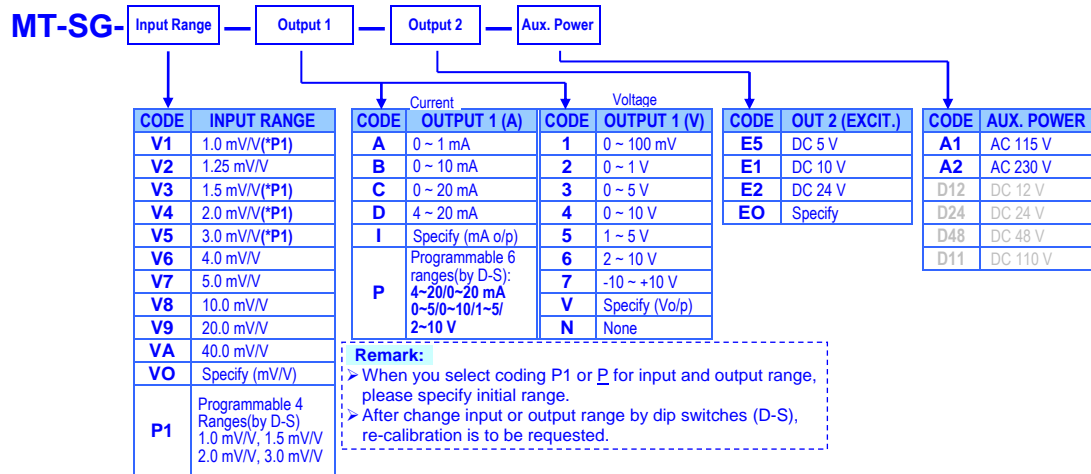 MT-SG- Input Range — Output 1 — Output 2 — Aux. Power
Current
Voltage
CODE INPUT RANGE
V1 1.0 mV/V(*P1)
V2 1.25 mV/V
V3 1.5 mV/V(*P1)
V4 2.0 mV/V(*P1)
V5 3.0 mV/V(*P1)
V6 4.0 mV/V
V7 5.0 mV/V
V8 10.0 mV/V
V9 20.0 mV/V
VA 40.0 mV/V
VO Specify (mV/V)
P1 Programmable 4
Ranges(by D-S)
1.0 mV/V, 1.5 mV/V
2.0 mV/V, 3.0 mV/V
CODE OUTPUT 1 (A)
A 0 ~ 1 mA
B 0 ~ 10 mA
C 0 ~ 20 mA
D 4 ~ 20 mA
I Specify (mA o/p)
P Programmable 6
ranges(by D-S):
4~20/0~20 mA
0~5/0~10/1~5/
2~10 V
CODE OUTPUT 1 (V)
1 0 ~ 100 mV
2 0 ~ 1 V
3 0 ~ 5 V
4 0 ~ 10 V
5 1 ~ 5 V
6 2 ~ 10 V
7 -10 ~ +10 V
V Specify (Vo/p)
N None
CODE OUT 2 (EXCIT.)
E5 DC 5 V
E1 DC 10 V
E2 DC 24 V
EO Specify
CODE AUX. POWER
A1 AC 115 V
A2 AC 230 V
D12 DC 12 V
D24 DC 24 V
D48 DC 48 V
D11 DC 110 V
Remark:
➢ When you select coding P1 or P for input and output range,
please specify initial range.
➢ After change input or output range by dip switches (D-S),
re-calibration is to be requested.